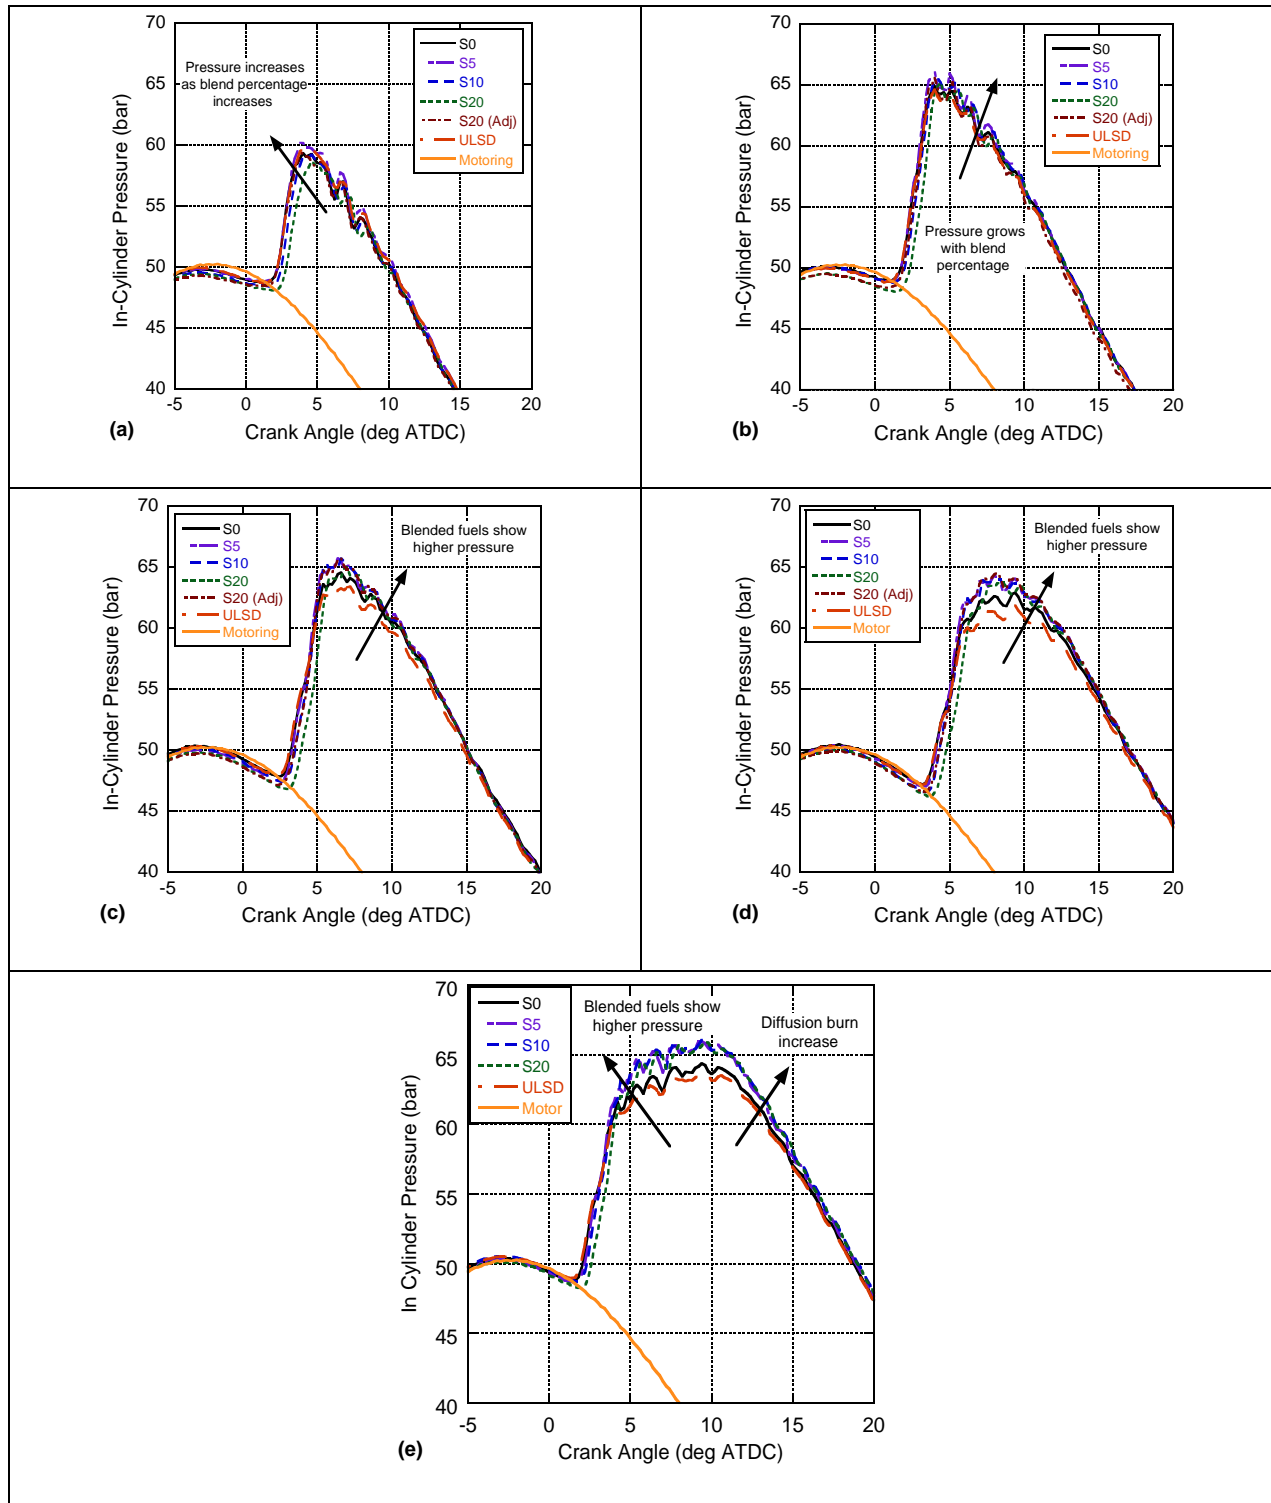 70
65
60
55
50
45
40
-5
0
5
10
15
20
In-Cylinder Pressure (bar)
Crank Angle (deg ATDC)
(a)
Pressure increases
as blend percentage
increases
S0
S5
S10
S20
S20 (Adj)
ULSD
Motoring
70
65
60
55
50
45
40
-5
0
5
10
15
20
In-Cylinder Pressure (bar)
Crank Angle (deg ATDC)
(b)
Pressure grows
with blend
percentage
S0
S5
S10
S20
S20 (Adj)
ULSD
Motoring
70
65
60
55
50
45
40
-5
0
5
10
15
20
In-Cylinder Pressure (bar)
Crank Angle (deg ATDC)
(c)
S0
S5
S10
S20
S20 (Adj)
ULSD
Motoring
Blended fuels show
higher pressure
70
65
60
55
50
45
40
-5
0
5
10
15
20
In-Cylinder Pressure (bar)
Crank Angle (deg ATDC)
(d)
S0
S5
S10
S20
S20 (Adj)
ULSD
Motor
Blended fuels show
higher pressure
70
65
60
55
50
45
40
-5
0
5
10
15
20
In Cylinder Pressure (bar)
Crank Angle (deg ATDC)
(e)
S0
S5
S10
S20
ULSD
Motor
Blended fuels show
higher pressure
Diffusion burn
increase